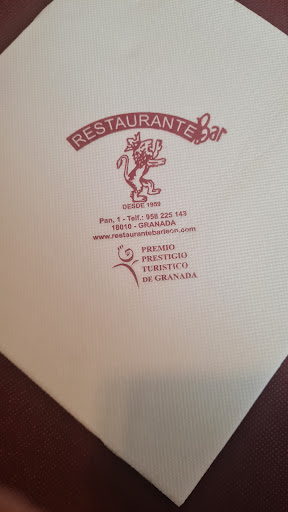 RESTAURANTE Bar
DESDE 1959
Pan, 1 - Telf.: 958 225 143
18010 - GRANADA
www.restaurantebarleon.com
PREMIO
PRESTIGIO
TURISTICO
DE GRANADA